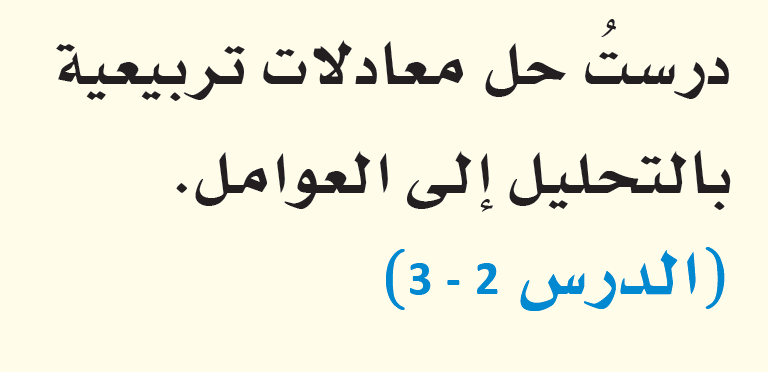 درستُ حل معادلات تربيعية
بالتحليل إلى العوامل.
(الدرس 2 - 3)